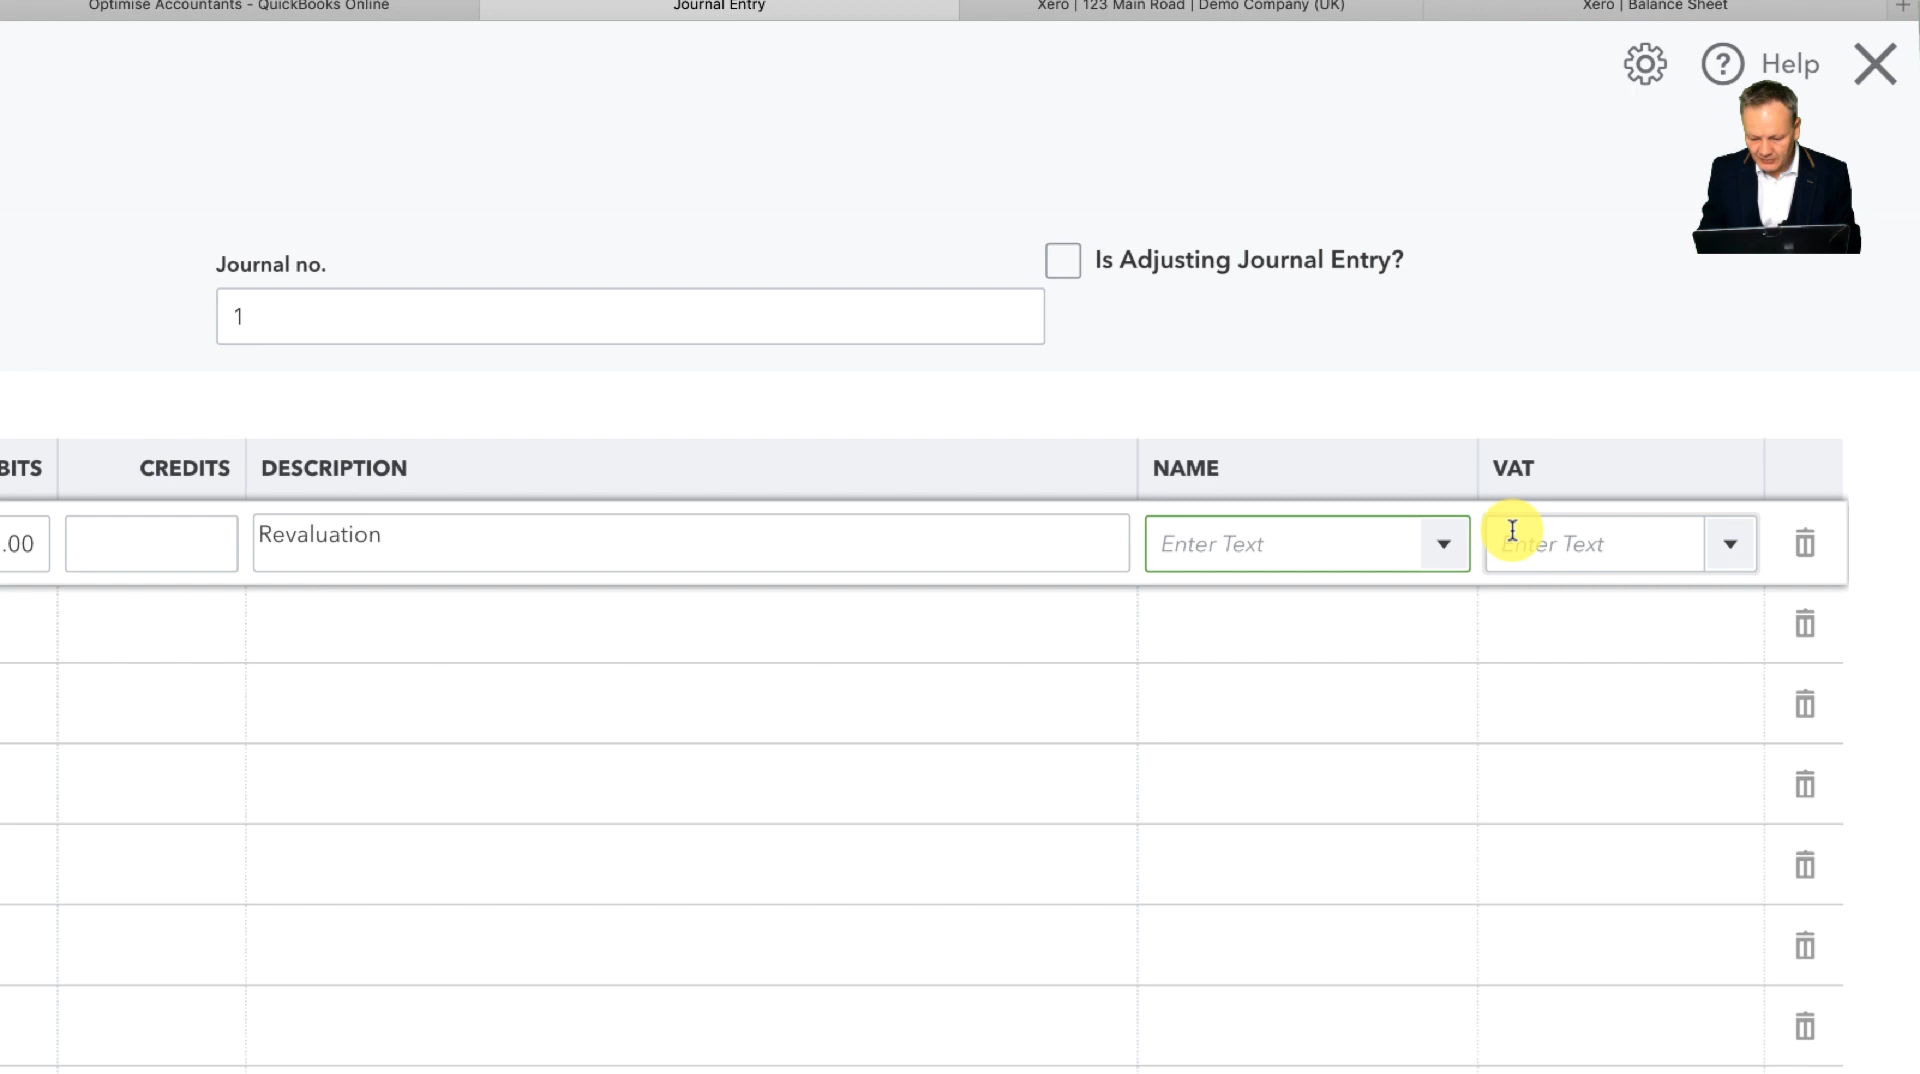 Optimise Accountants - QuickBooks Online
Journal Entry
Xero | 123 Main Road | Demo Company (UK)
Xero | Balance Sheet
? Help
Journal no.
Is Adjusting Journal Entry?
1
BITS
CREDITS
DESCRIPTION
NAME
VAT
.00
Revaluation
Enter Text
Enter Text